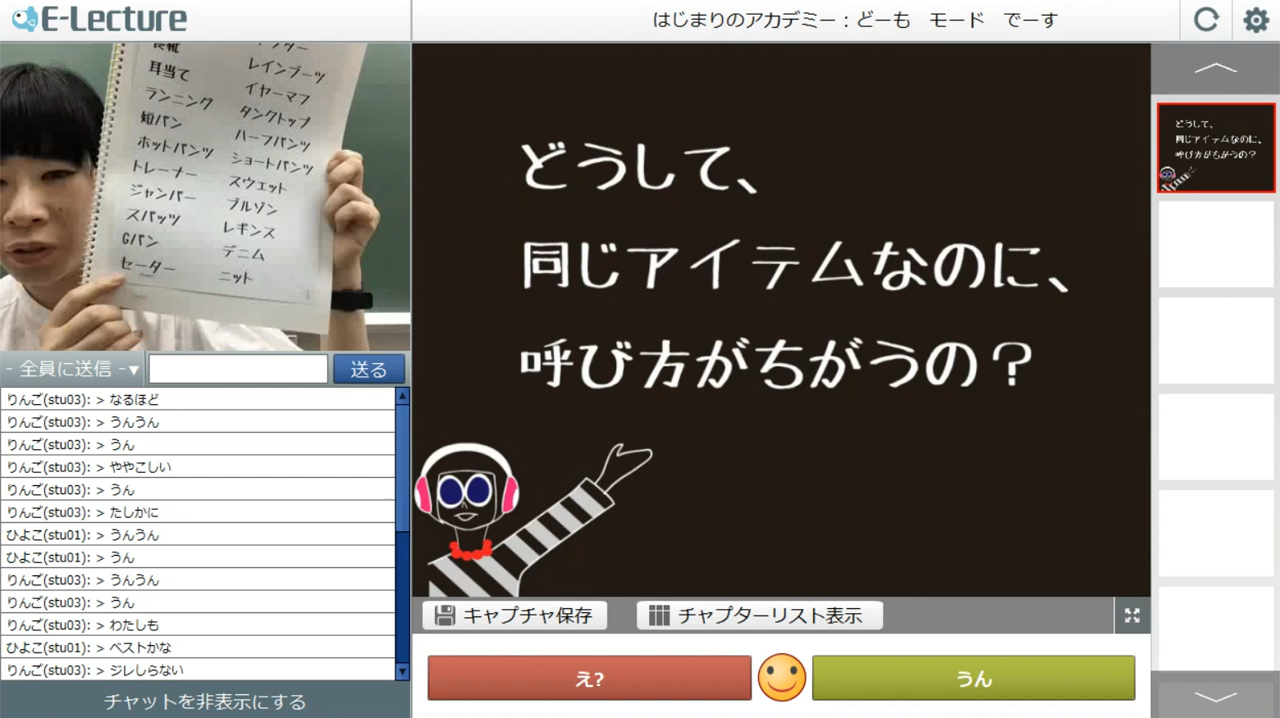 E-Lecture
はじまりのアカデミー：どーも　モード　でーす
耳当て
レインブーツ
ランニング
イヤーマフ
短パン
タンクトップ
ホットパンツ
ハーフパンツ
トレーナー
ショートパンツ
ジャンパー
スウェット
スパッツ
ブルゾン
Gパン
レギンス
セーター
デニム
ニット
どうして、
同じアイテムなのに、
呼び方がちがうの？
どうして、
同じアイテムなのに、
呼び方がちがうの？
- 全員に送信 -▼
送る
りんご(stu03): > なるほど
りんご(stu03): > うんうん
りんご(stu03): > うん
りんご(stu03): > ややこしい
りんご(stu03): > うん
りんご(stu03): > たしかに
ひよこ(stu01): > うんうん
ひよこ(stu01): > うん
りんご(stu03): > うんうん
りんご(stu03): > うん
りんご(stu03): > わたしも
ひよこ(stu01): > ベストかな
りんご(stu03): > ジレしらない
チャットを非表示にする
キャプチャ保存
チャプターリスト表示
え?
うん